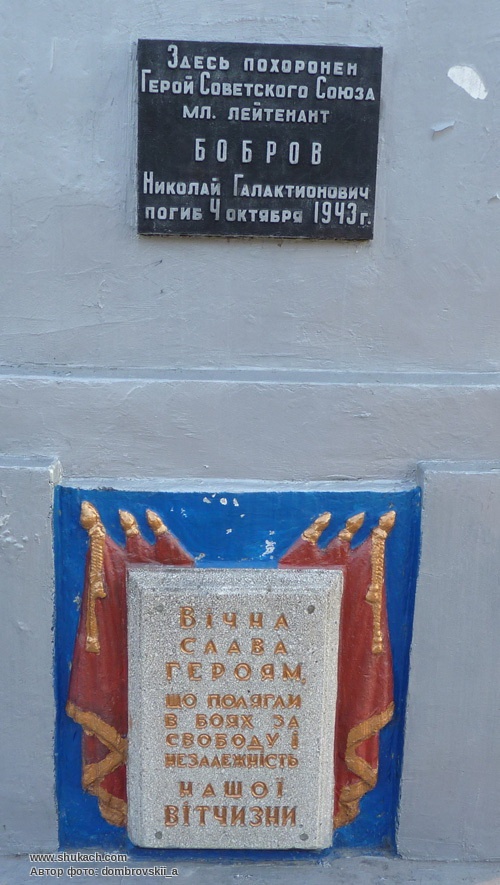 Здесь похоронен
Герой Советского Союза
мл. лейтенант
БОБРОВ
Николай Галактионович
погиб 4 октября 1943 г.
Вічна
слава
героям,
що полягли
в боях за
свободу і
незалежність
нашої
Вітчизни.
www.shukach.com
Автор фото: dombrovskii_a